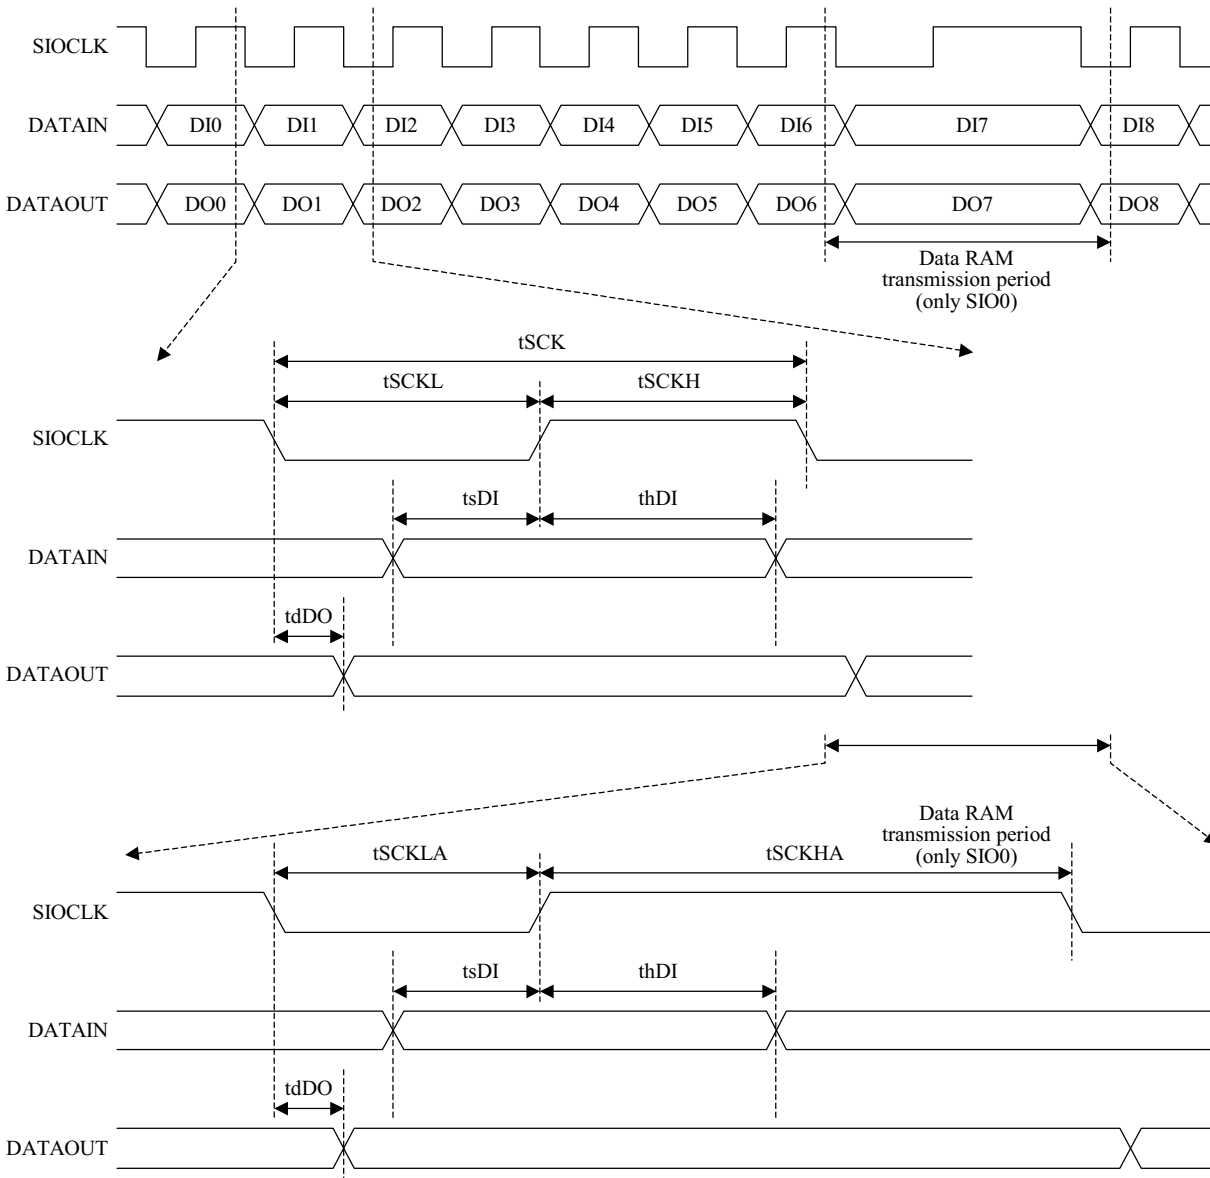 SIOCLK
DATAIN DI0 DI1 DI2 DI3 DI4 DI5 DI6 DI7 DI8
DATAOUT DO0 DO1 DO2 DO3 DO4 DO5 DO6 DO7 DO8
Data RAM
transmission period
(only SIO0)
tSCK
tSCKL tSCKH
SIOCLK
tsDI thDI
DATAIN
tdDO
DATAOUT
Data RAM
transmission period
(only SIO0)
tSCKLA tSCKHA
SIOCLK
tsDI thDI
DATAIN
tdDO
DATAOUT